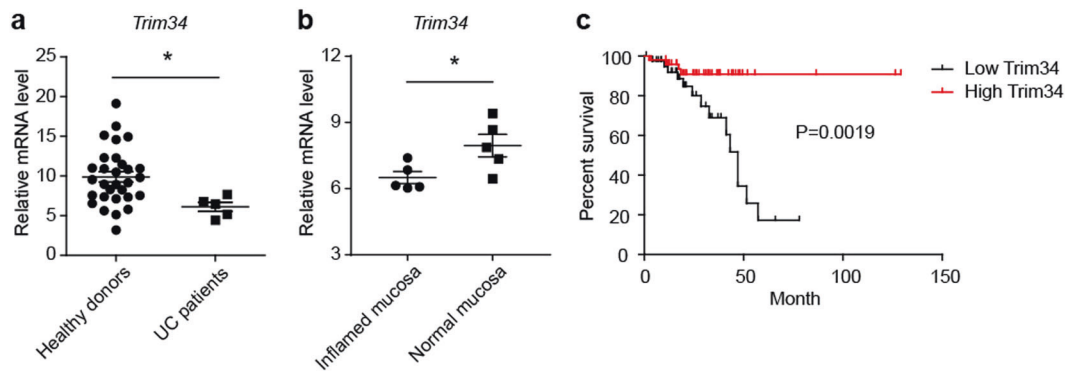 a
Trim34
*
Relative mRNA level
25
20
15
10
5
0
Healthy donors
UC patients
b
Trim34
*
Relative mRNA level
12
9
6
3
Inflamed mucosa
Normal mucosa
c
Percent survival
100
80
60
40
20
0
Low Trim34
High Trim34
P=0.0019
0
50
100
150
Month